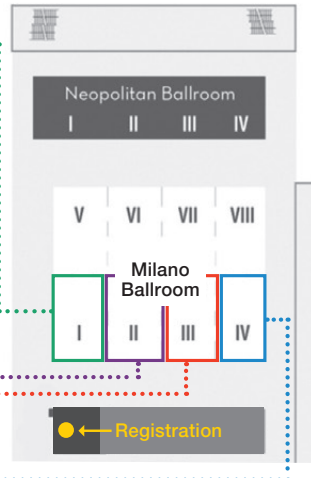 Neopolitan Ballroom
I II III IV
V VI VII VIII
Milano
Ballroom
I II III IV
Registration